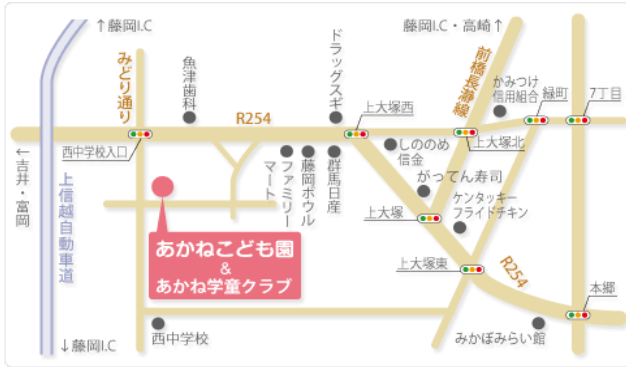 ↑藤岡I.C
藤岡I.C・高崎↑
みどり通り
魚津歯科
R254
ドラッグスギ
前橋長瀞線
かみつけ
信用組合
緑町
7丁目
上大塚西
西中学校入口
←吉井・富岡
上信越自動車道
ファミリー
マート
藤岡ボウル
群馬日産
しののめ
信金
上大塚北
がってん寿司
上大塚
ケンタッキー
フライドチキン
あかねこども園
&
あかね学童クラブ
上大塚東
R254
本郷
↓藤岡I.C
西中学校
みかぼみらい館